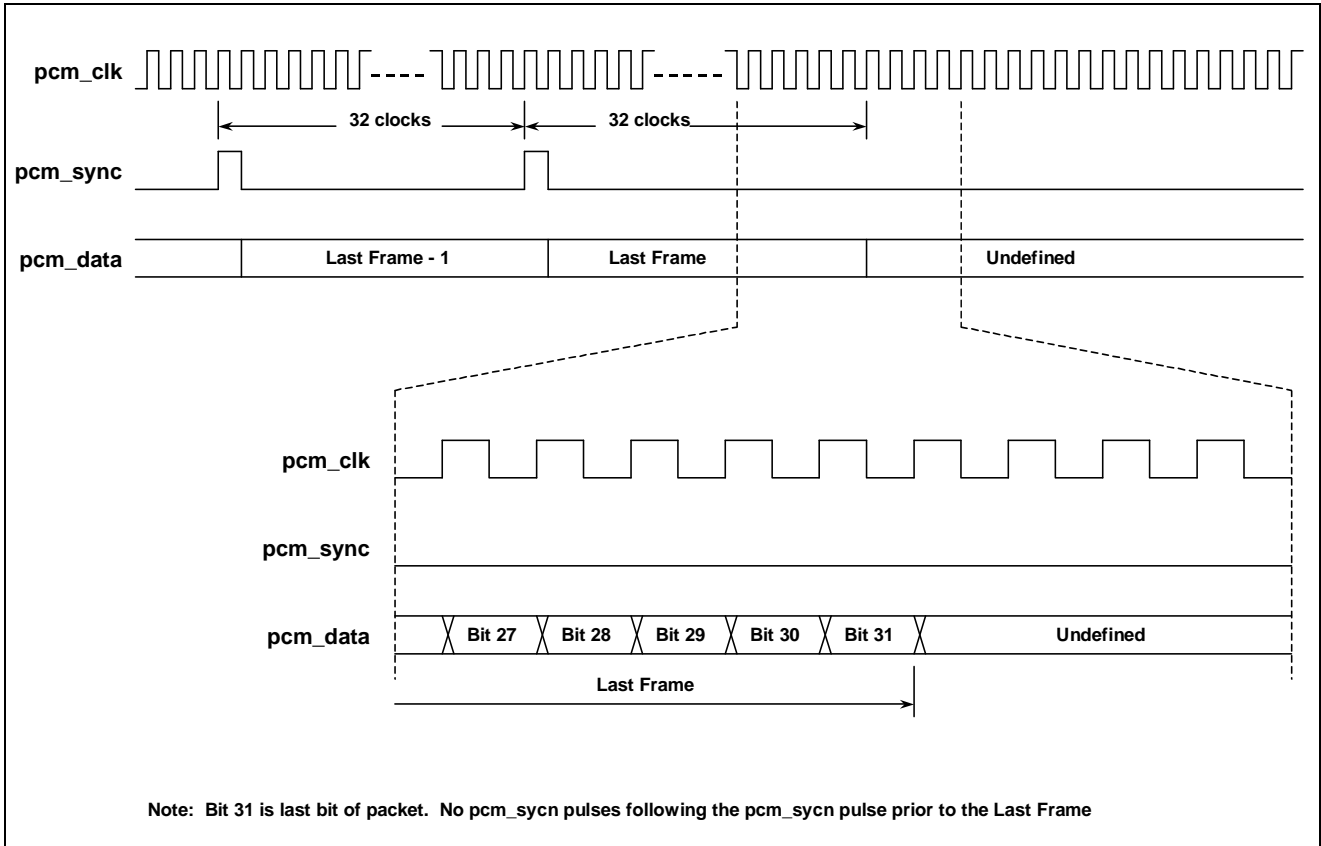 pcm_clk
32 clocks
32 clocks
pcm_sync
pcm_data
Last Frame - 1
Last Frame
Undefined
pcm_clk
pcm_sync
pcm_data
Bit 27
Bit 28
Bit 29
Bit 30
Bit 31
Undefined
Last Frame
Note: Bit 31 is last bit of packet. No pcm_sycn pulses following the pcm_sycn pulse prior to the Last Frame